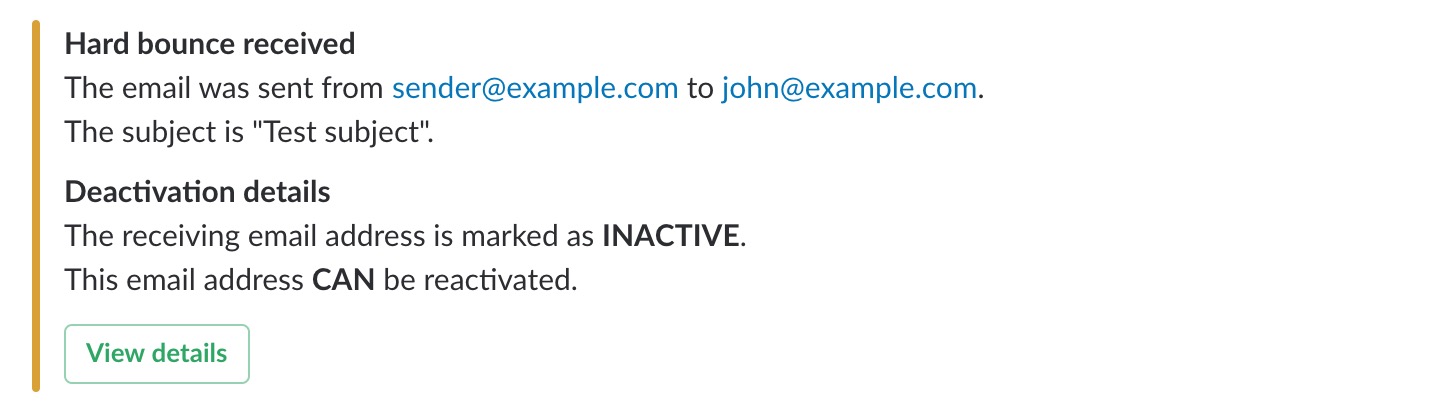 Hard bounce received
The email was sent from sender@example.com to john@example.com.
The subject is "Test subject".
Deactivation details
The receiving email address is marked as INACTIVE.
This email address CAN be reactivated.
View details